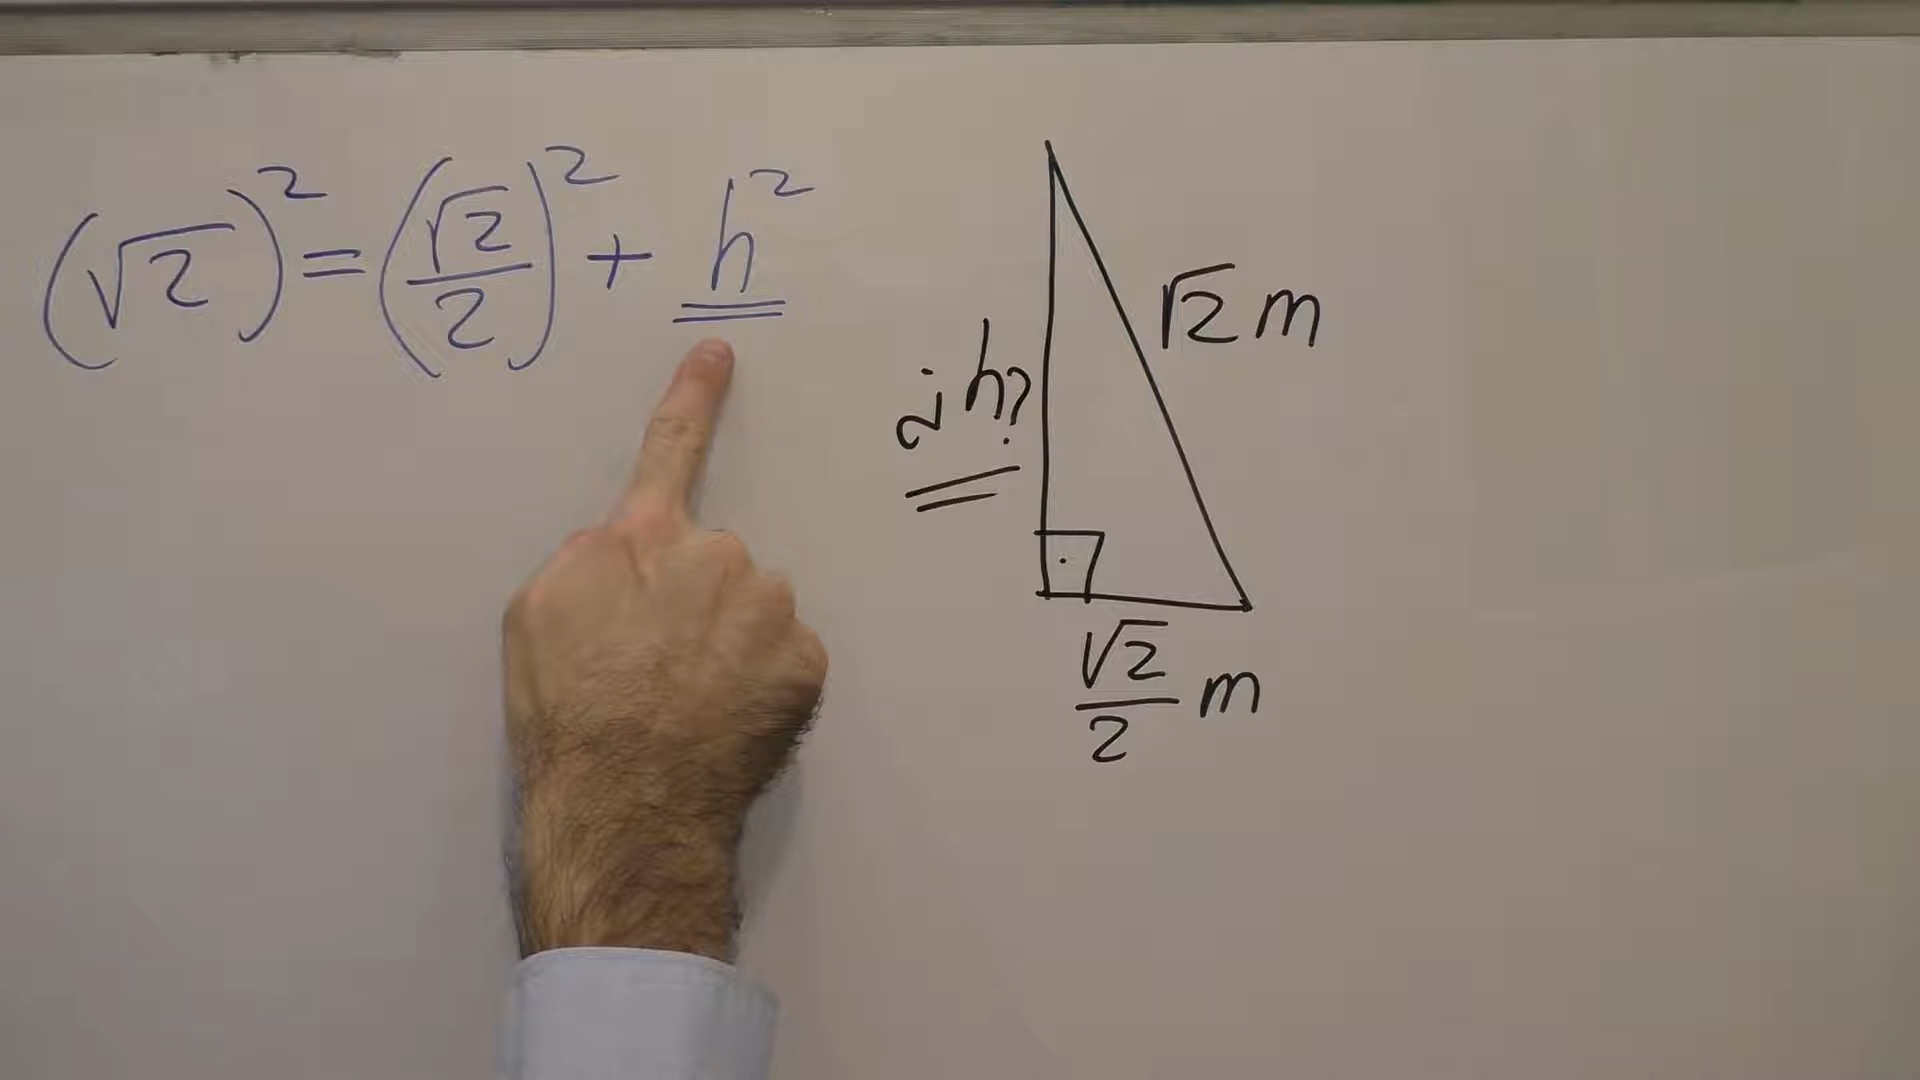 (√2)² = (√2/2)² + h²
√2 m
¿h?
√2/2 m